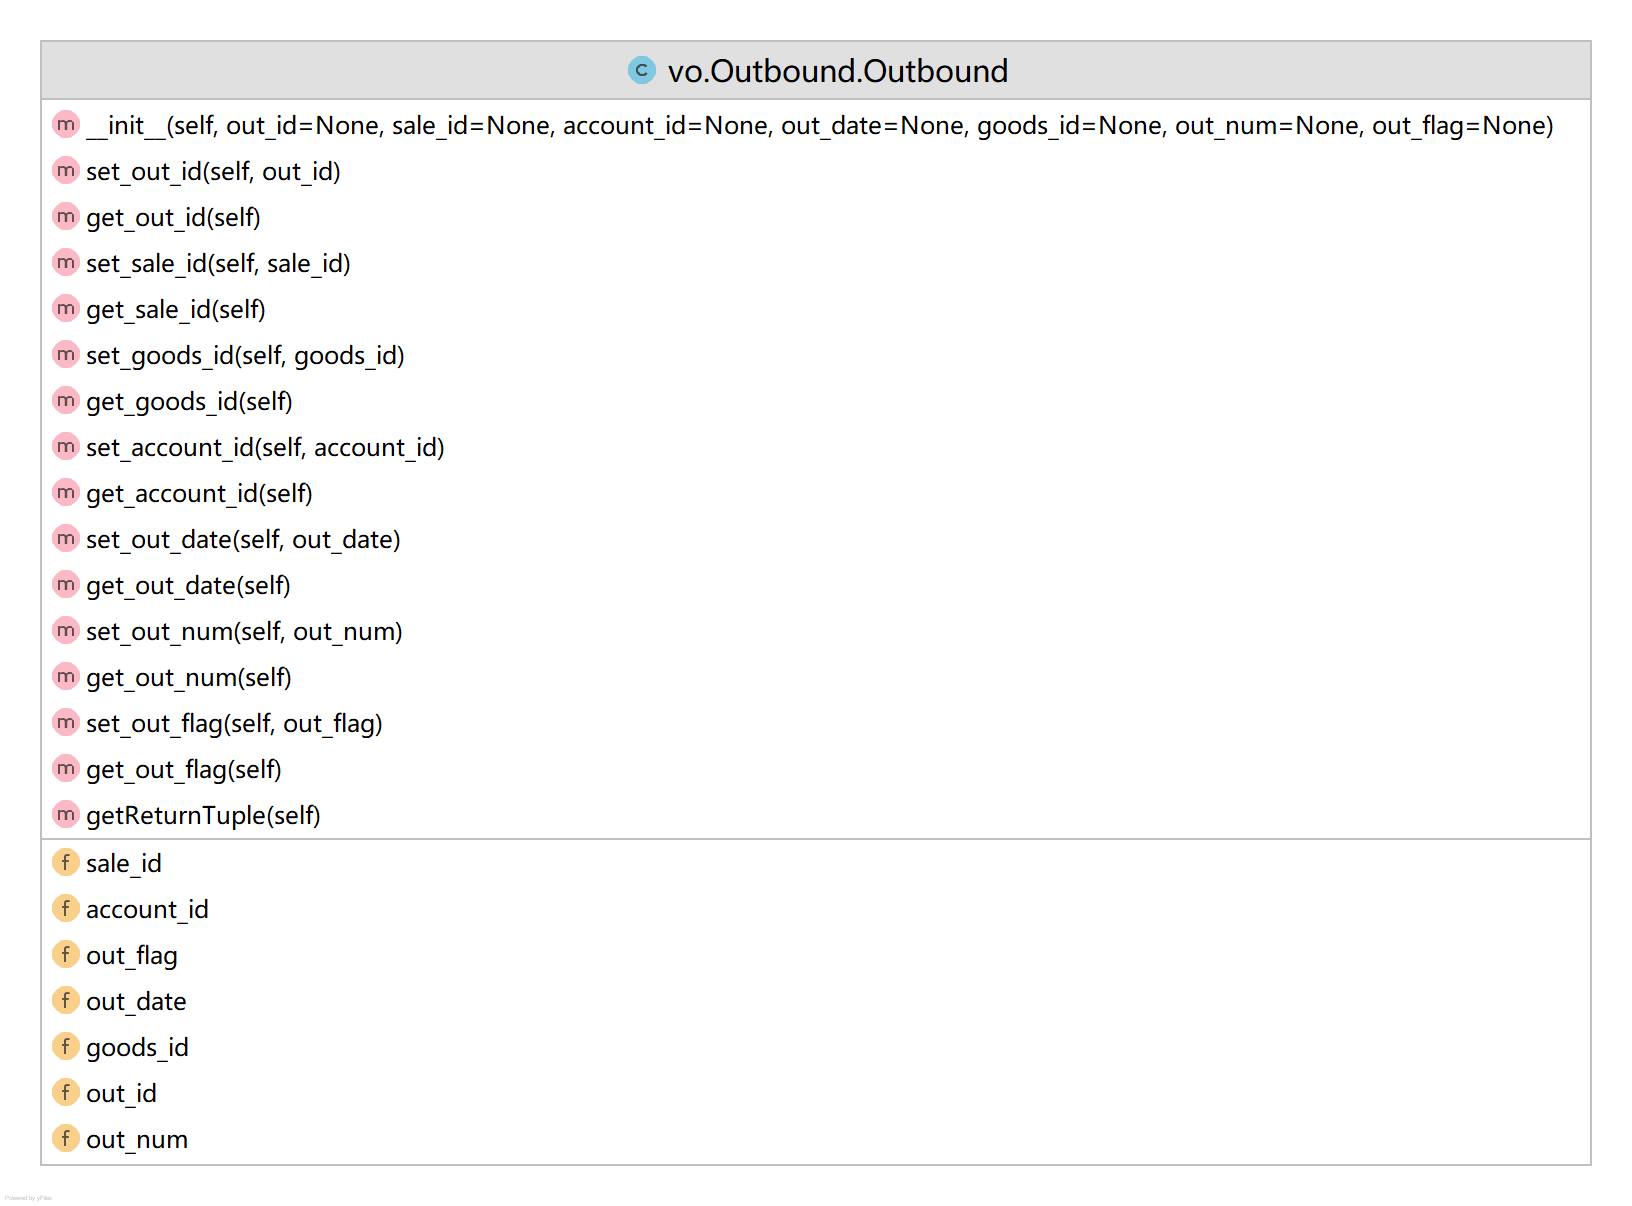 C vo.Outbound.Outbound
m __init__(self, out_id=None, sale_id=None, account_id=None, out_date=None, goods_id=None, out_num=None, out_flag=None)
m set_out_id(self, out_id)
m get_out_id(self)
m set_sale_id(self, sale_id)
m get_sale_id(self)
m set_goods_id(self, goods_id)
m get_goods_id(self)
m set_account_id(self, account_id)
m get_account_id(self)
m set_out_date(self, out_date)
m get_out_date(self)
m set_out_num(self, out_num)
m get_out_num(self)
m set_out_flag(self, out_flag)
m get_out_flag(self)
m getReturnTuple(self)
f sale_id
f account_id
f out_flag
f out_date
f goods_id
f out_id
f out_num
Powered by yFiles